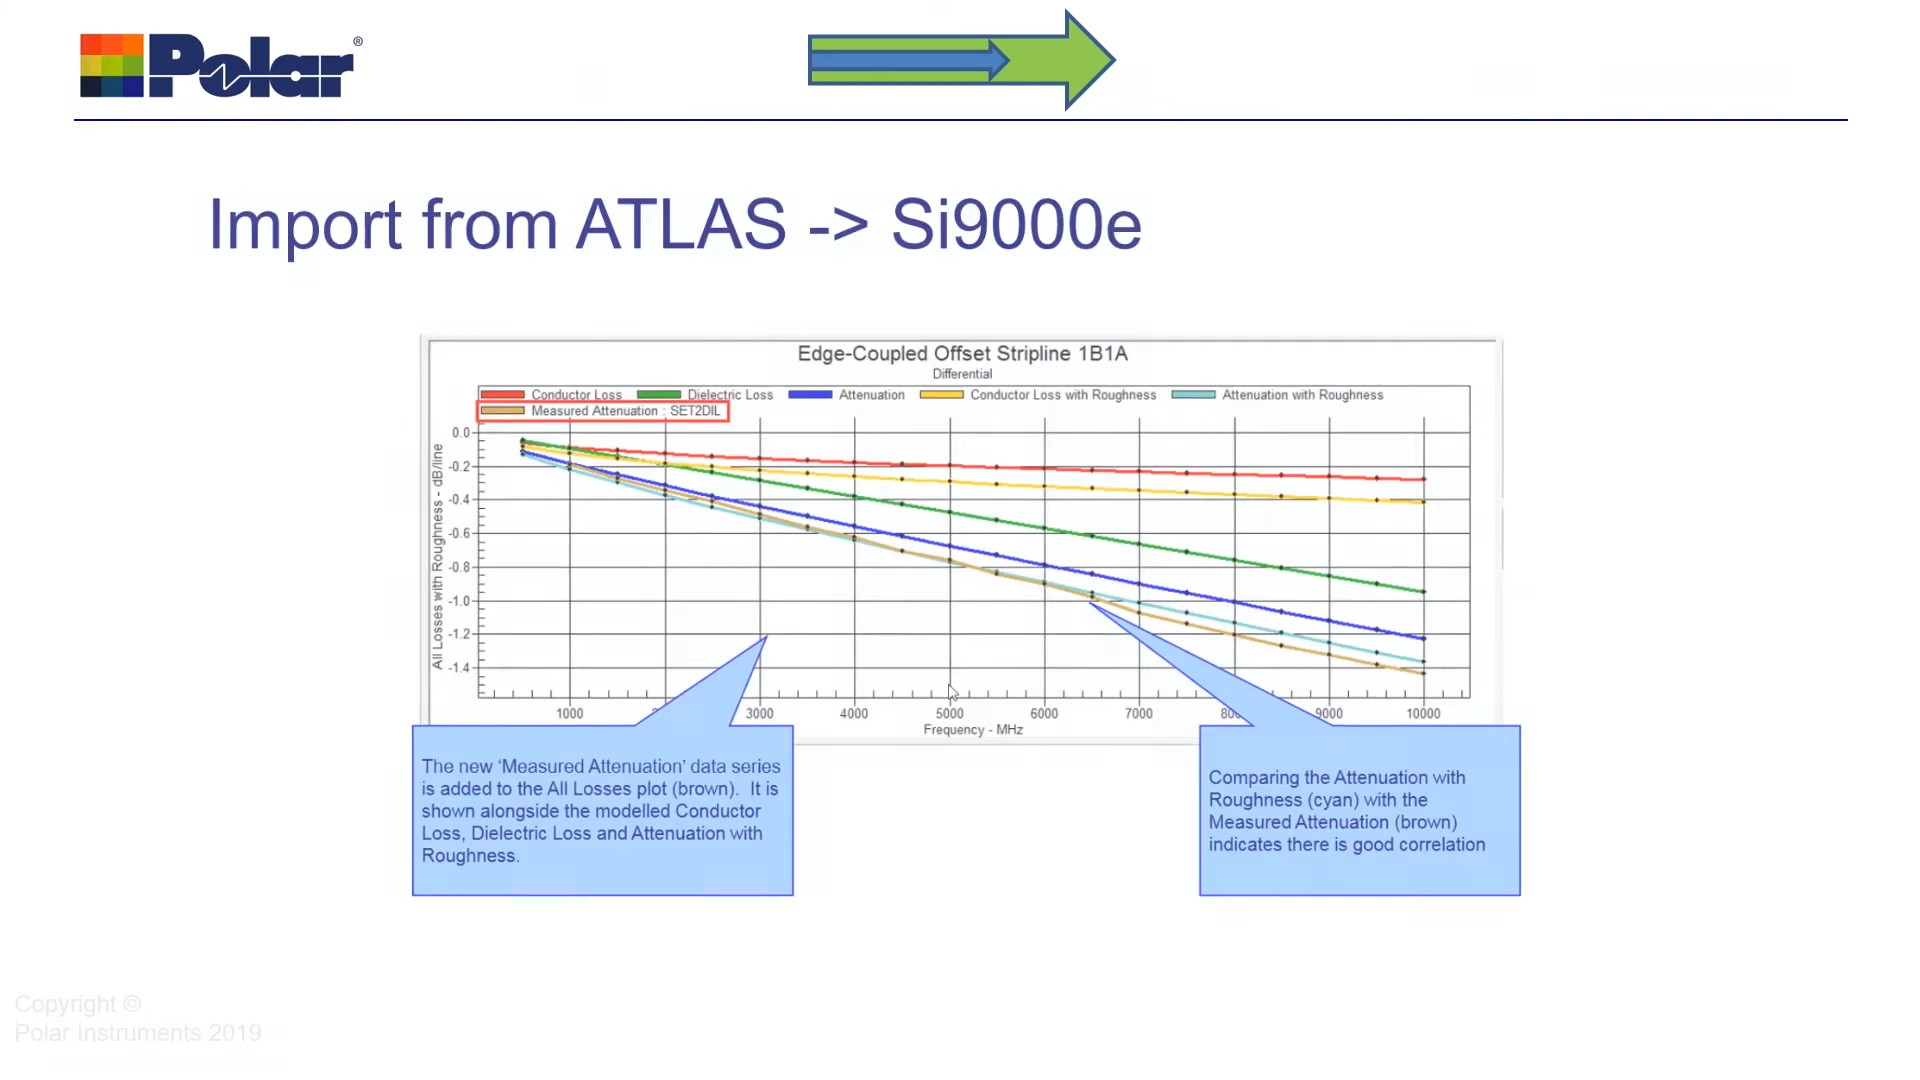 Polar®
Import from ATLAS -> Si9000e
Edge-Coupled Offset Stripline 1B1A
Differential
Conductor Loss Dielectric Loss Attenuation Conductor Loss with Roughness Attenuation with Roughness
Measured Attenuation : SET2DIL
All Losses with Roughness - dB/line
0.0
-0.2
-0.4
-0.6
-0.8
-1.0
-1.2
-1.4
1000 3000 4000 5000 6000 7000 9000 10000
Frequency - MHz
The new ‘Measured Attenuation’ data series
is added to the All Losses plot (brown). It is
shown alongside the modelled Conductor
Loss, Dielectric Loss and Attenuation with
Roughness.
Comparing the Attenuation with
Roughness (cyan) with the
Measured Attenuation (brown)
indicates there is good correlation
Copyright ©
Polar Instruments 2019